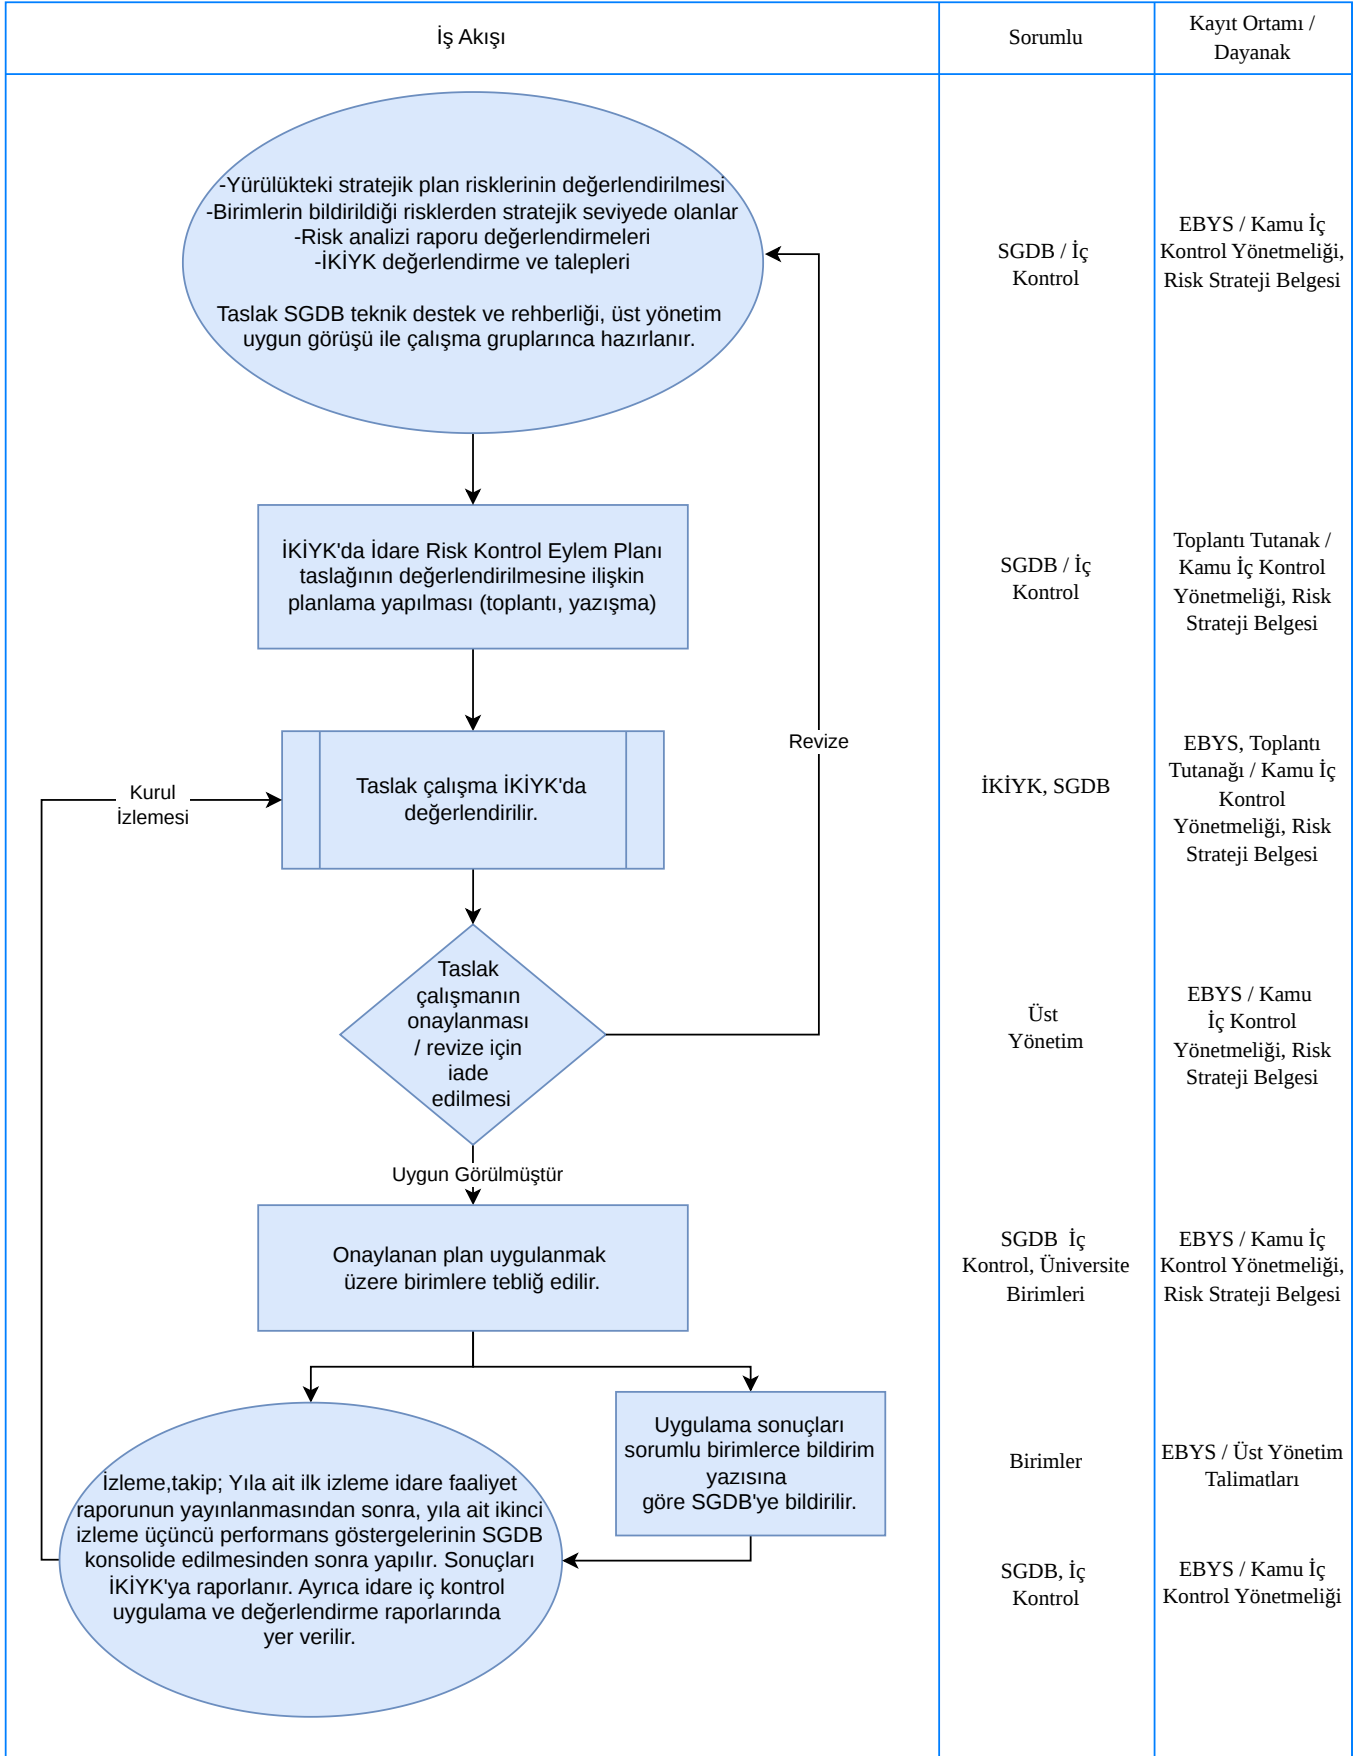 İş Akışı
Sorumlu
Kayıt Ortamı /
Dayanak
-Yürülükteki stratejik plan risklerinin değerlendirilmesi
-Birimlerin bildirildiği risklerden stratejik seviyede olanlar
-Risk analizi raporu değerlendirmeleri
-İKİYK değerlendirme ve talepleri
Taslak SGDB teknik destek ve rehberliği, üst yönetim
uygun görüşü ile çalışma gruplarınca hazırlanır.
SGDB / İç
Kontrol
EBYS / Kamu İç
Kontrol Yönetmeliği,
Risk Strateji Belgesi
İKİYK'da İdare Risk Kontrol Eylem Planı
taslağının değerlendirilmesine ilişkin
planlama yapılması (toplantı, yazışma)
SGDB / İç
Kontrol
Toplantı Tutanak /
Kamu İç Kontrol
Yönetmeliği, Risk
Strateji Belgesi
Revize
Kurul
İzlemesi
Taslak çalışma İKİYK'da
değerlendirilir.
İKİYK, SGDB
EBYS, Toplantı
Tutanağı / Kamu İç
Kontrol
Yönetmeliği, Risk
Strateji Belgesi
Taslak
çalışmanın
onaylanması
/ revize için
iade
edilmesi
Üst
Yönetim
EBYS / Kamu
İç Kontrol
Yönetmeliği, Risk
Strateji Belgesi
Uygun Görülmüştür
Onaylanan plan uygulanmak
üzere birimlere tebliğ edilir.
SGDB  İç
Kontrol, Üniversite
Birimleri
EBYS / Kamu İç
Kontrol Yönetmeliği,
Risk Strateji Belgesi
Uygulama sonuçları
sorumlu birimlerce bildirim
yazısına
göre SGDB'ye bildirilir.
Birimler
EBYS / Üst Yönetim
Talimatları
İzleme,takip; Yıla ait ilk izleme idare faaliyet
raporunun yayınlanmasından sonra, yıla ait ikinci
izleme üçüncü performans göstergelerinin SGDB
konsolide edilmesinden sonra yapılır. Sonuçları
İKİYK'ya raporlanır. Ayrıca idare iç kontrol
uygulama ve değerlendirme raporlarında
yer verilir.
SGDB, İç
Kontrol
EBYS / Kamu İç
Kontrol Yönetmeliği